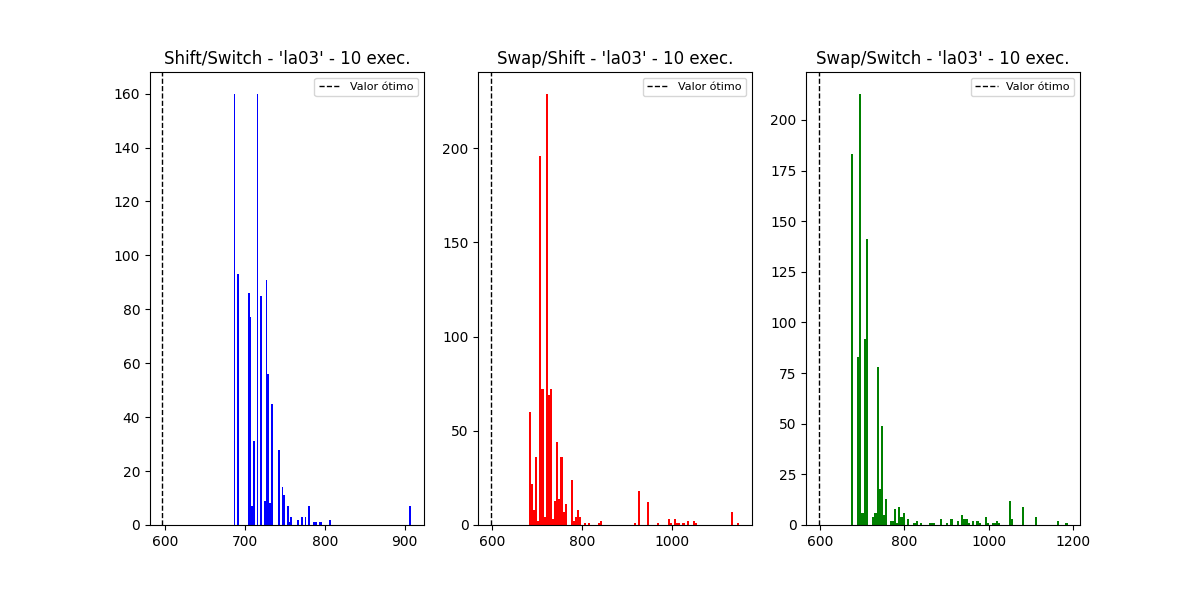 Shift/Switch - 'la03' - 10 exec.
Valor ótimo
160
140
120
100
80
60
40
20
0
600 700 800 900
Swap/Shift - 'la03' - 10 exec.
Valor ótimo
200
150
100
50
0
600 800 1000
Swap/Switch - 'la03' - 10 exec.
Valor ótimo
200
175
150
125
100
75
50
25
0
600 800 1000 1200